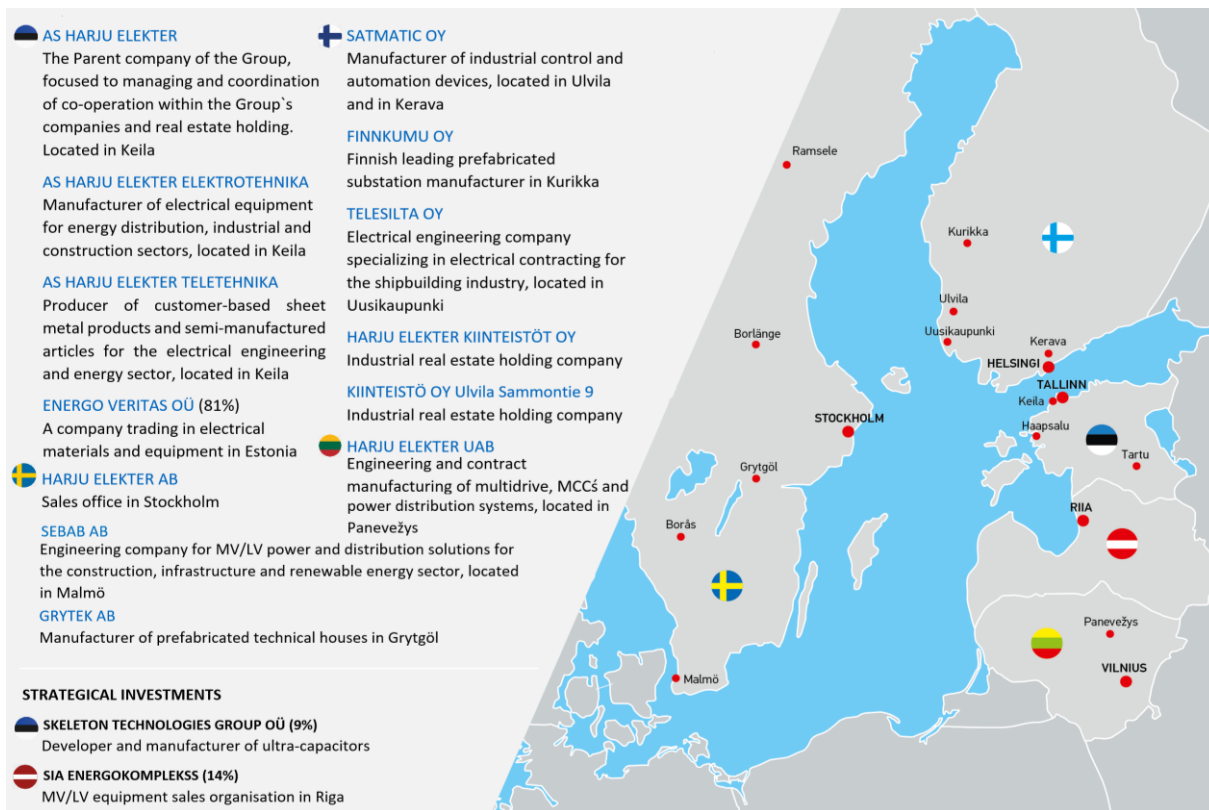 AS HARJU ELEKTER
The Parent company of the Group,
focused to managing and coordination
of co-operation within the Group`s
companies and real estate holding.
Located in Keila
AS HARJU ELEKTER ELEKTROTEHNIKA
Manufacturer of electrical equipment
for energy distribution, industrial and
construction sectors, located in Keila
AS HARJU ELEKTER TELETEHNIKA
Producer of customer-based sheet
metal products and semi-manufactured
articles for the electrical engineering
and energy sector, located in Keila
ENERGO VERITAS OÜ (81%)
A company trading in electrical
materials and equipment in Estonia
HARJU ELEKTER AB
Sales office in Stockholm
SEBAB AB
Engineering company for MV/LV power and distribution solutions for
the construction, infrastructure and renewable energy sector, located
in Malmö
GRYTEK AB
Manufacturer of prefabricated technical houses in Grytgöl
SATMATIC OY
Manufacturer of industrial control and
automation devices, located in Ulvila
and in Kerava
FINNKUMU OY
Finnish leading prefabricated
substation manufacturer in Kurikka
TELESILTA OY
Electrical engineering company
specializing in electrical contracting for
the shipbuilding industry, located in
Uusikaupunki
HARJU ELEKTER KIINTEISTÖT OY
Industrial real estate holding company
KIINTEISTÖ OY Ulvila Sammontie 9
Industrial real estate holding company
HARJU ELEKTER UAB
Engineering and contract
manufacturing of multidrive, MCCś and
power distribution systems, located in
Panevežys
STRATEGICAL INVESTMENTS
SKELETON TECHNOLOGIES GROUP OÜ (9%)
Developer and manufacturer of ultra-capacitors
SIA ENERGOKOMPLEKSS (14%)
MV/LV equipment sales organisation in Riga
Ramsele
Kurikka
Ulvila
Uusikaupunki
Borlänge
Kerava
HELSINGI
TALLINN
Keila
STOCKHOLM
Haapsalu
Tartu
Grytgöl
RIIA
Borås
Panevežys
VILNIUS
Malmö